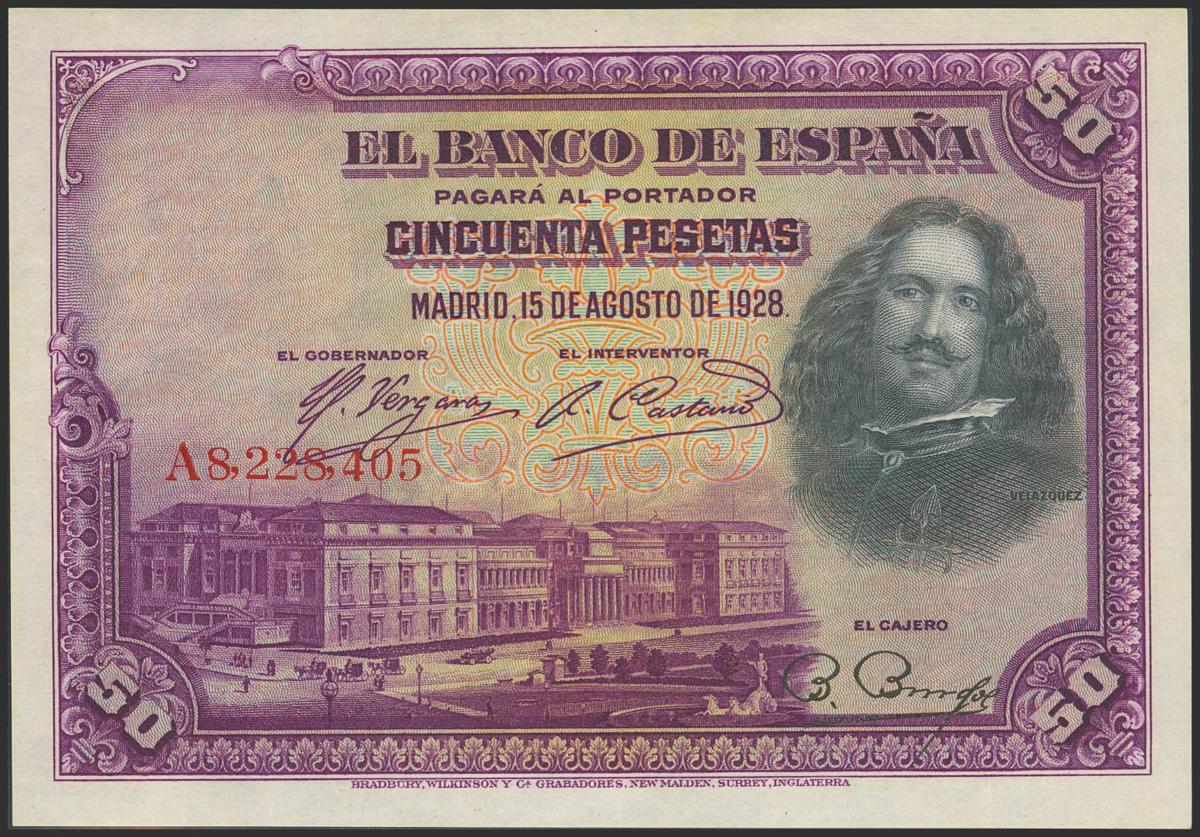 50
EL BANCO DE ESPAÑA
PAGARÁ AL PORTADOR
CINCUENTA PESETAS
MADRID, 15 DE AGOSTO DE 1928.
EL GOBERNADOR
EL INTERVENTOR
A8,228,405
VELAZQUEZ
EL CAJERO
50
50
BRADBURY, WILKINSON Y Cª GRABADORES, NEW MALDEN, SURREY, INGLATERRA